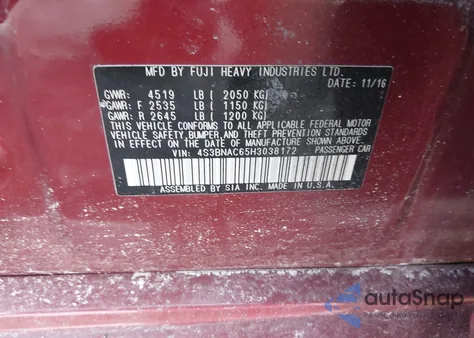 MFD BY FUJI HEAVY INDUSTRIES LTD.
DATE: 11/16
GVWR: 4519 LB ( 2050 KG)
GAWR: F 2535 LB ( 1150 KG)
GAWR: R 2645 LB ( 1200 KG)
THIS VEHICLE CONFORMS TO ALL APPLICABLE FEDERAL MOTOR
VEHICLE SAFETY, BUMPER, AND THEFT PREVENTION STANDARDS
IN EFFECT ON THE DATE OF MANUFACTURE SHOWN ABOVE.
VIN: 4S3BNAC65H3038172 PASSENGER CAR
ASSEMBLED BY SIA INC. MADE IN U.S.A.
autoSnap